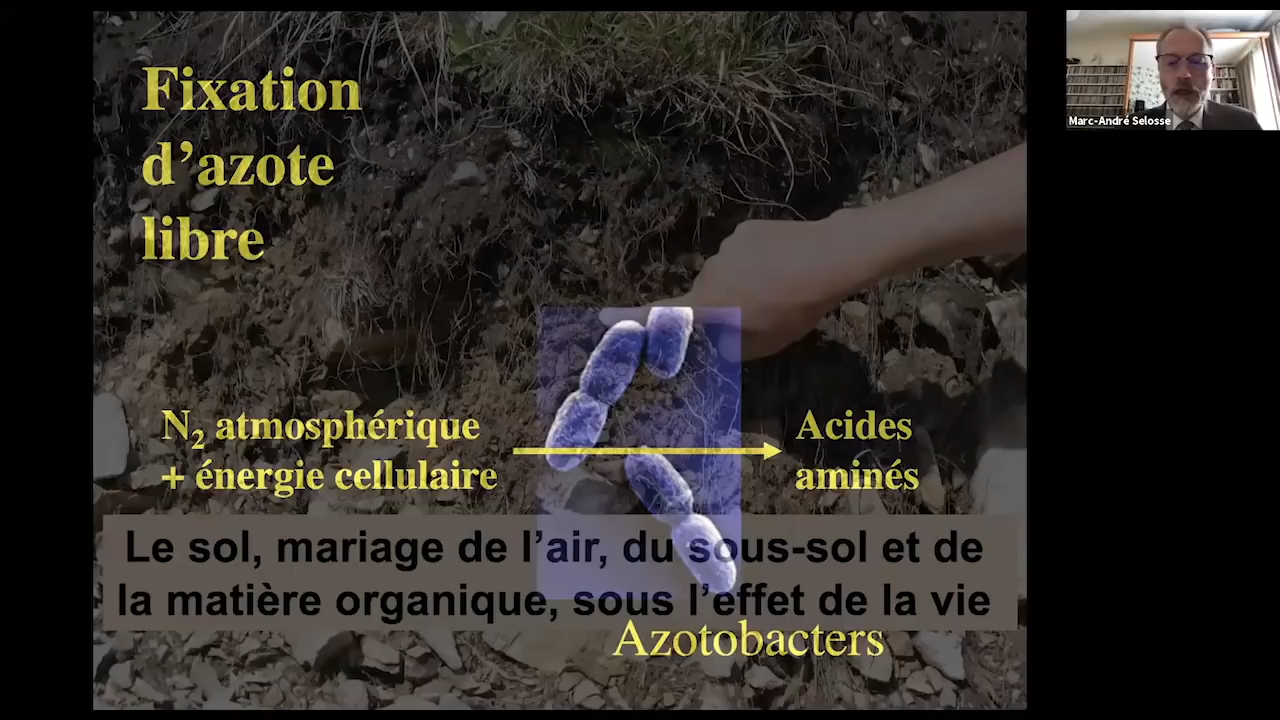 Fixation
d’azote
libre
N₂ atmosphérique
+ énergie cellulaire
Acides
aminés
Le sol, mariage de l’air, du sous-sol et de
la matière organique, sous l’effet de la vie
Azotobacters
Marc-André Selosse